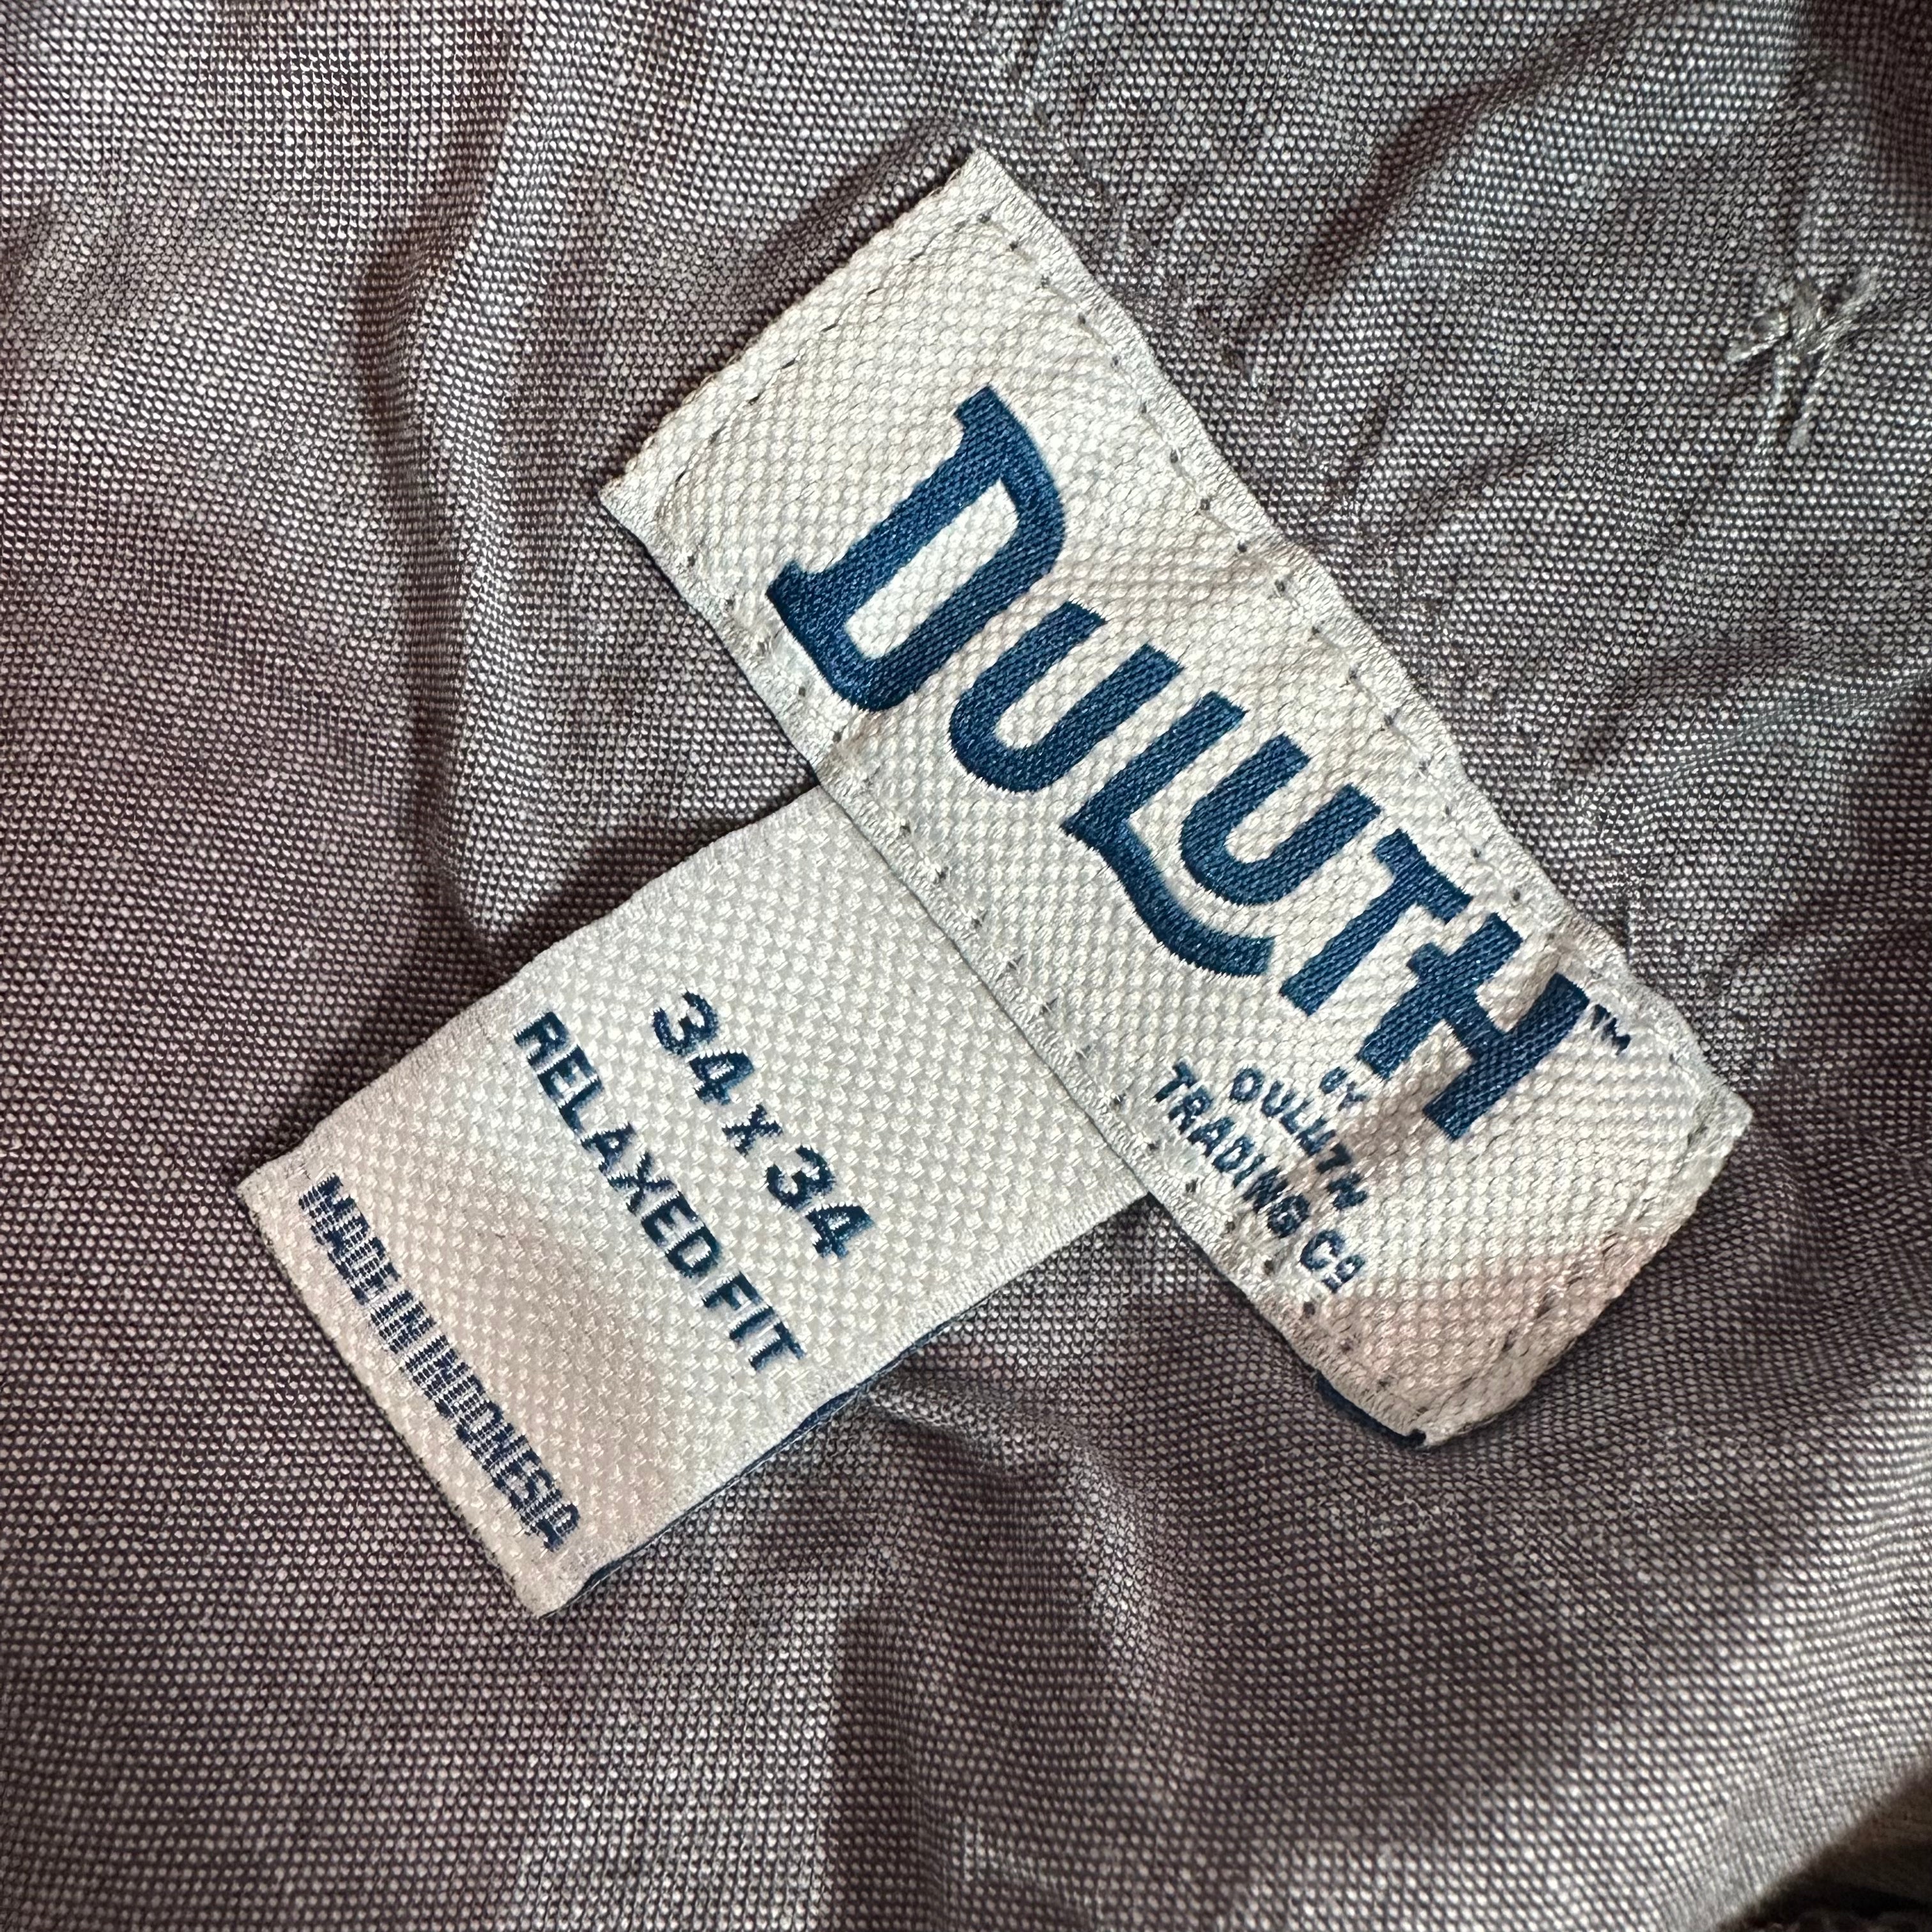 DULUTH™
BY
DULUTH
TRADING Cº
34 X 34
RELAXED FIT
MADE IN INDONESIA